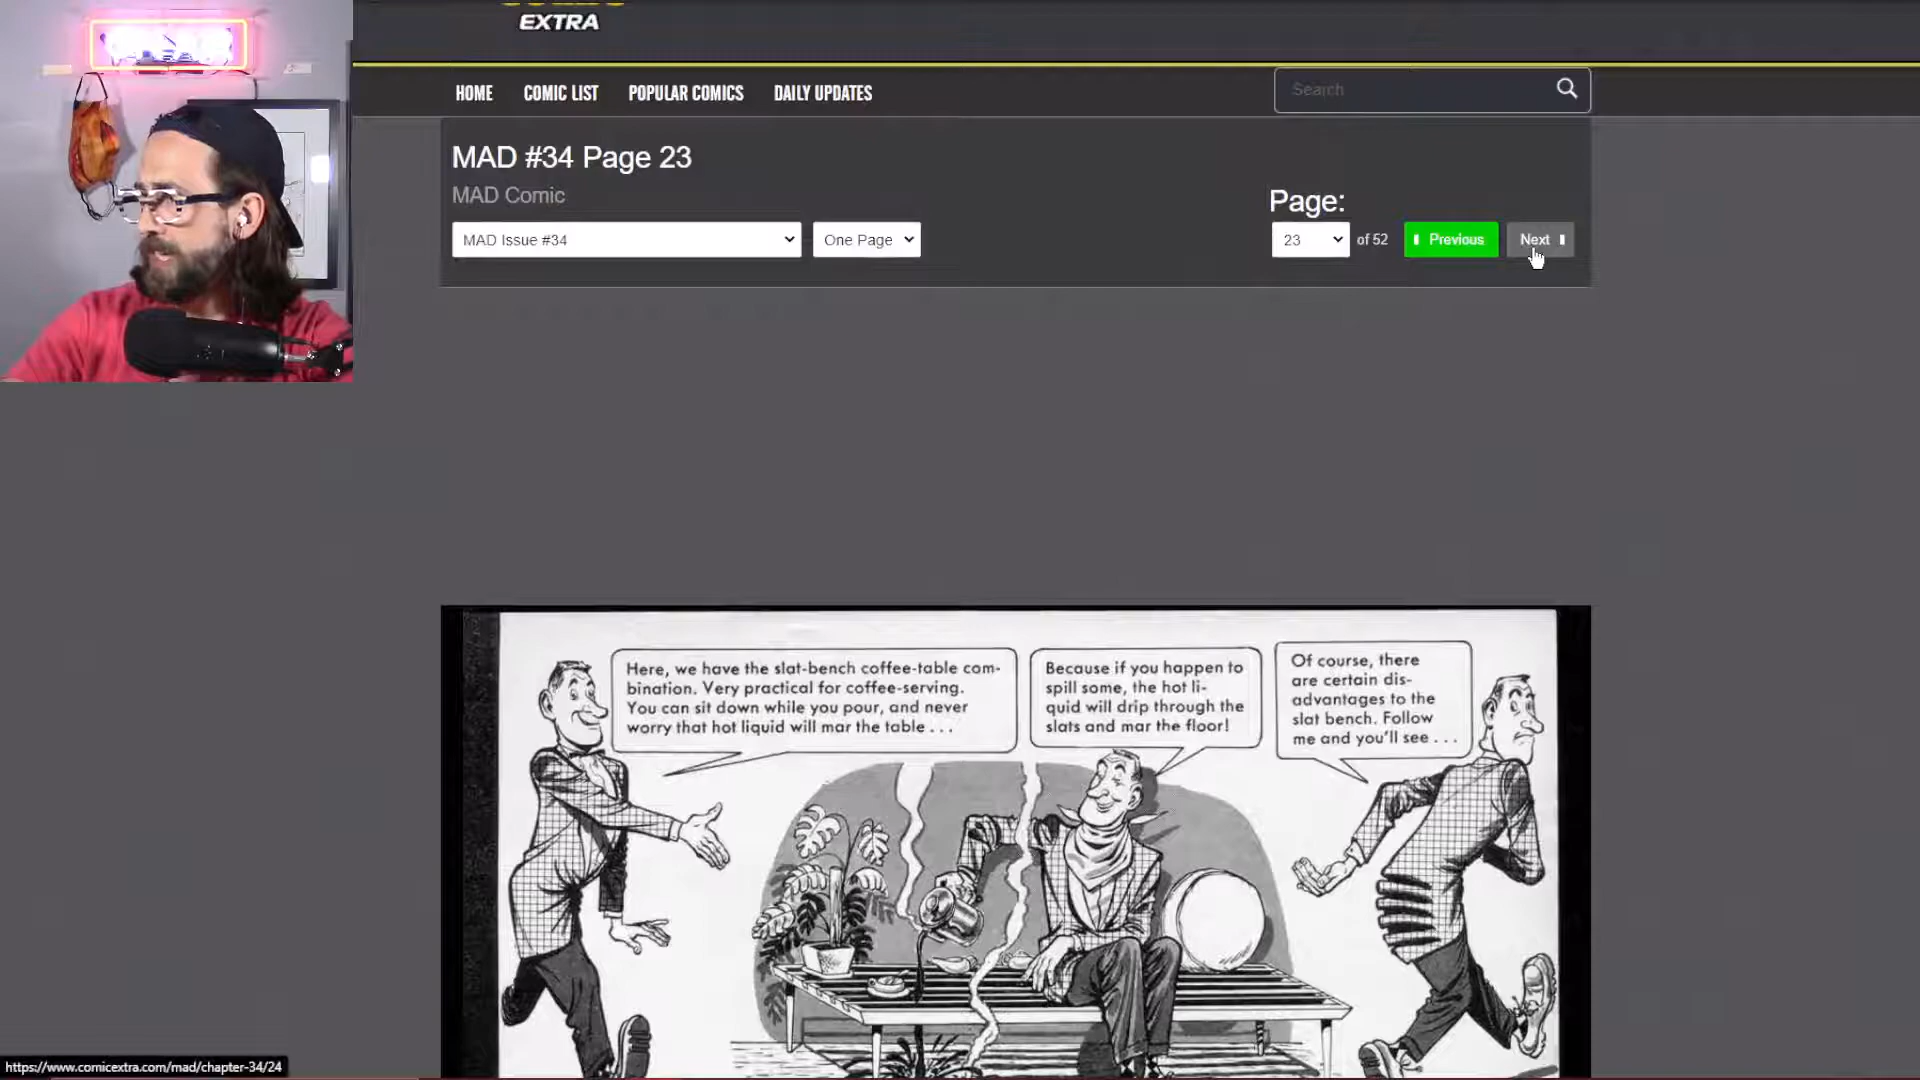 EXTRA
HOME COMIC LIST POPULAR COMICS DAILY UPDATES
Search
MAD #34 Page 23
MAD Comic
Page:
MAD Issue #34
One Page
23
of 52
Previous
Next
Here, we have the slat-bench coffee-table com-
bination. Very practical for coffee-serving.
You can sit down while you pour, and never
worry that hot liquid will mar the table . . .
Because if you happen to
spill some, the hot li-
quid will drip through the
slats and mar the floor!
Of course, there
are certain dis-
advantages to the
slat bench. Follow
me and you'll see . . .
https://www.comicextra.com/mad/chapter-34/24